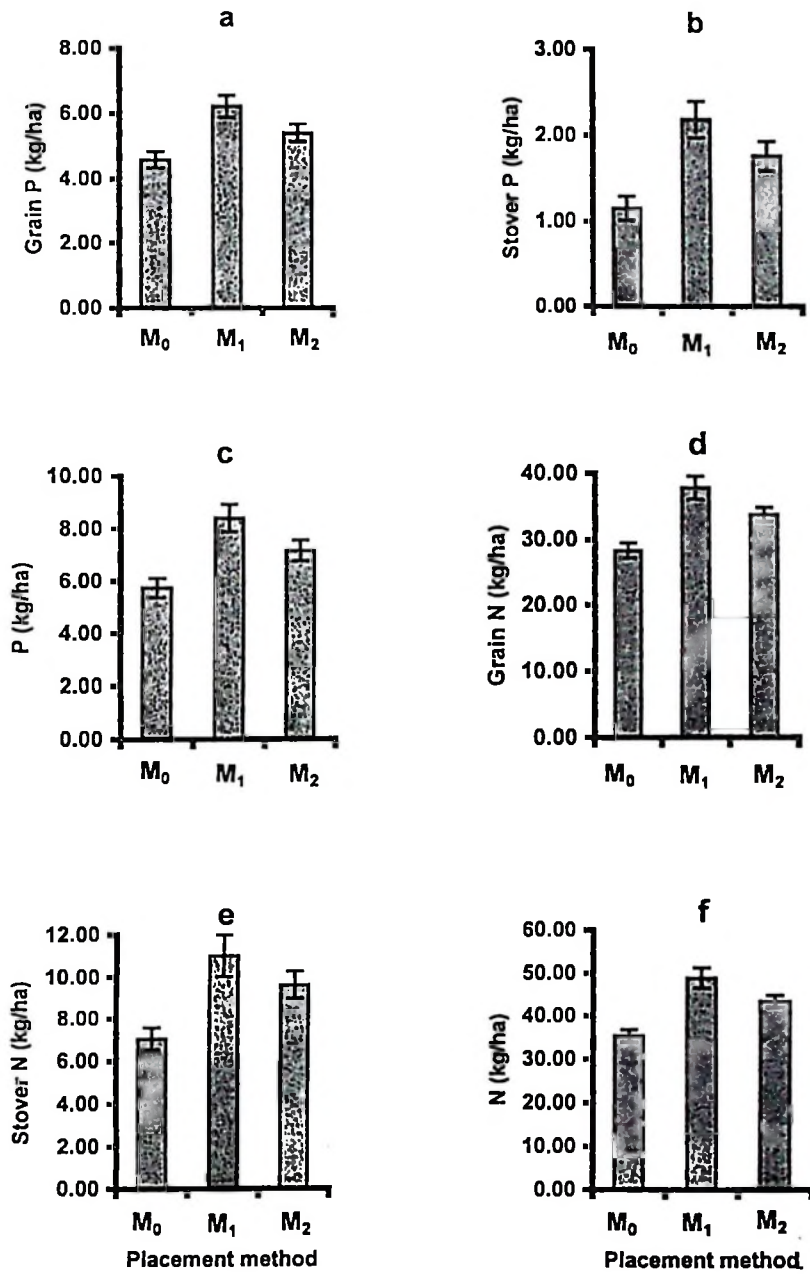 a
Grain P (kg/ha)
8.00
6.00
4.00
2.00
0.00
M₀ M₁ M₂
b
Stover P (kg/ha)
3.00
2.00
1.00
0.00
M₀ M₁ M₂
c
P (kg/ha)
10.00
8.00
6.00
4.00
2.00
0.00
M₀ M₁ M₂
d
Grain N (kg/ha)
40.00
30.00
20.00
10.00
0.00
M₀ M₁ M₂
e
Stover N (kg/ha)
12.00
10.00
8.00
6.00
4.00
2.00
0.00
M₀ M₁ M₂
Placement method
f
N (kg/ha)
60.00
50.00
40.00
30.00
20.00
10.00
0.00
M₀ M₁ M₂
Placement method